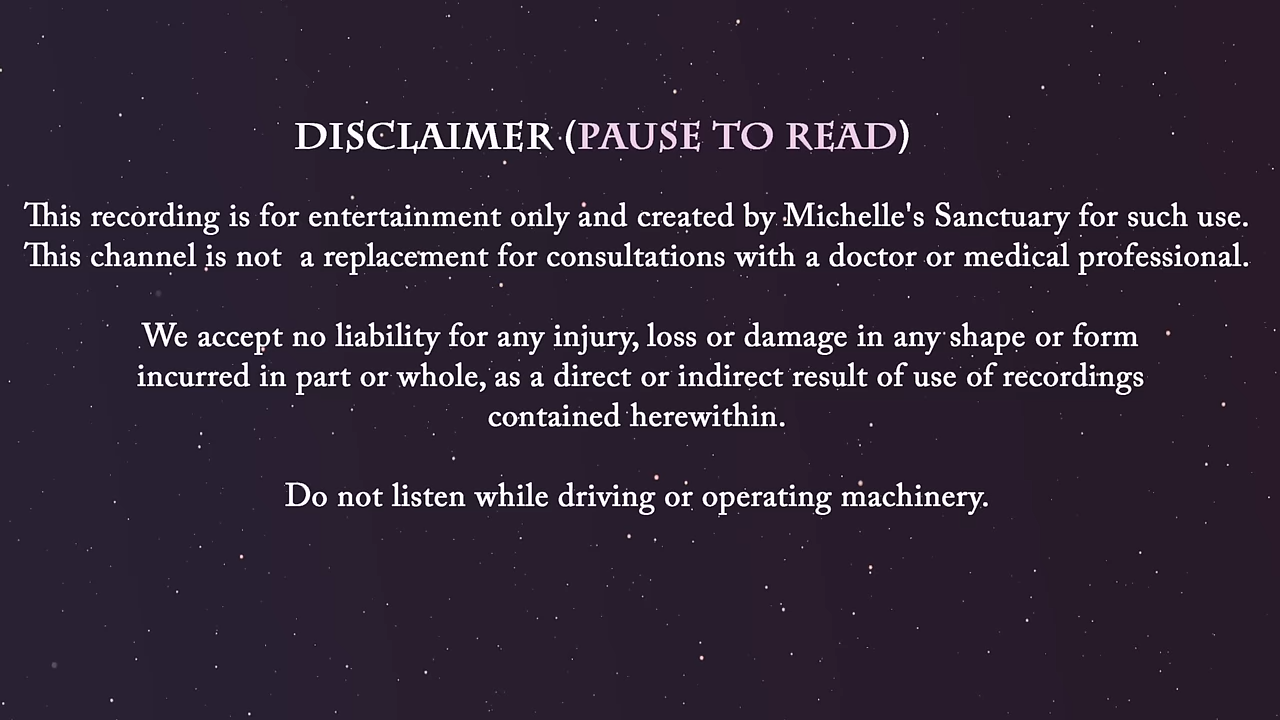 DISCLAIMER (PAUSE TO READ)
This recording is for entertainment only and created by Michelle's Sanctuary for such use.
This channel is not  a replacement for consultations with a doctor or medical professional.
We accept no liability for any injury, loss or damage in any shape or form
incurred in part or whole, as a direct or indirect result of use of recordings
contained herewithin.
Do not listen while driving or operating machinery.